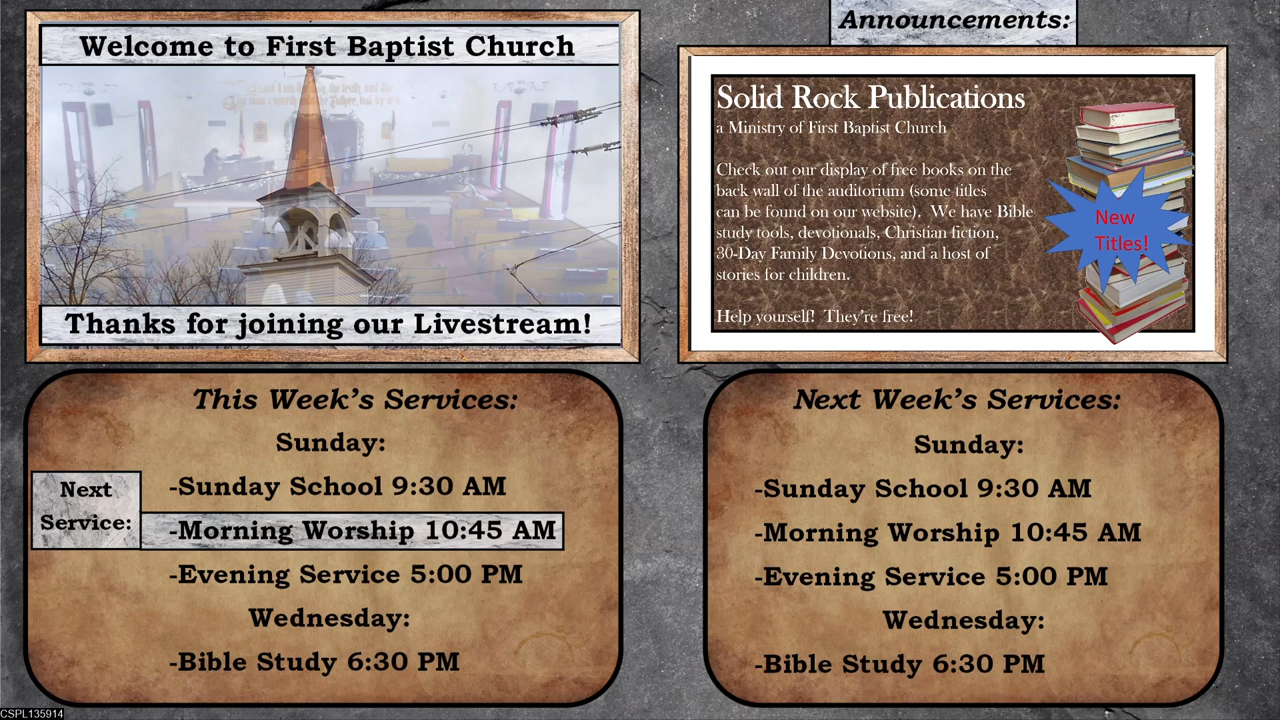 Welcome to First Baptist Church
Thanks for joining our Livestream!
Announcements:
Solid Rock Publications
a Ministry of First Baptist Church
Check out our display of free books on the
back wall of the auditorium (some titles
can be found on our website). We have Bible
study tools, devotionals, Christian fiction,
30-Day Family Devotions, and a host of
stories for children.
Help yourself! They're free!
New
Titles!
This Week's Services:
Sunday:
-Sunday School 9:30 AM
Next
Service:
-Morning Worship 10:45 AM
-Evening Service 5:00 PM
Wednesday:
-Bible Study 6:30 PM
Next Week's Services:
Sunday:
-Sunday School 9:30 AM
-Morning Worship 10:45 AM
-Evening Service 5:00 PM
Wednesday:
-Bible Study 6:30 PM
CSPL135914